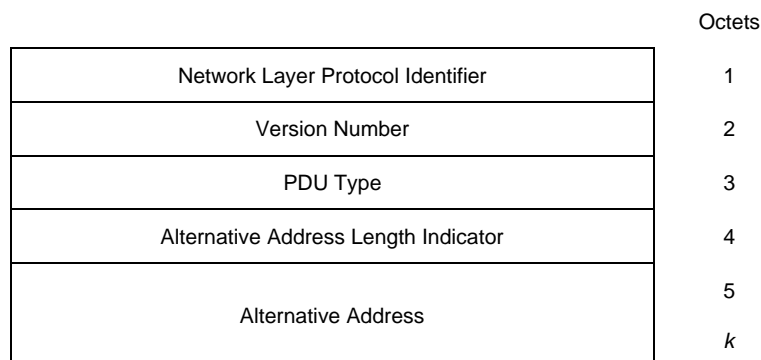 Octets
Network Layer Protocol Identifier 1
Version Number 2
PDU Type 3
Alternative Address Length Indicator 4
5
Alternative Address
k